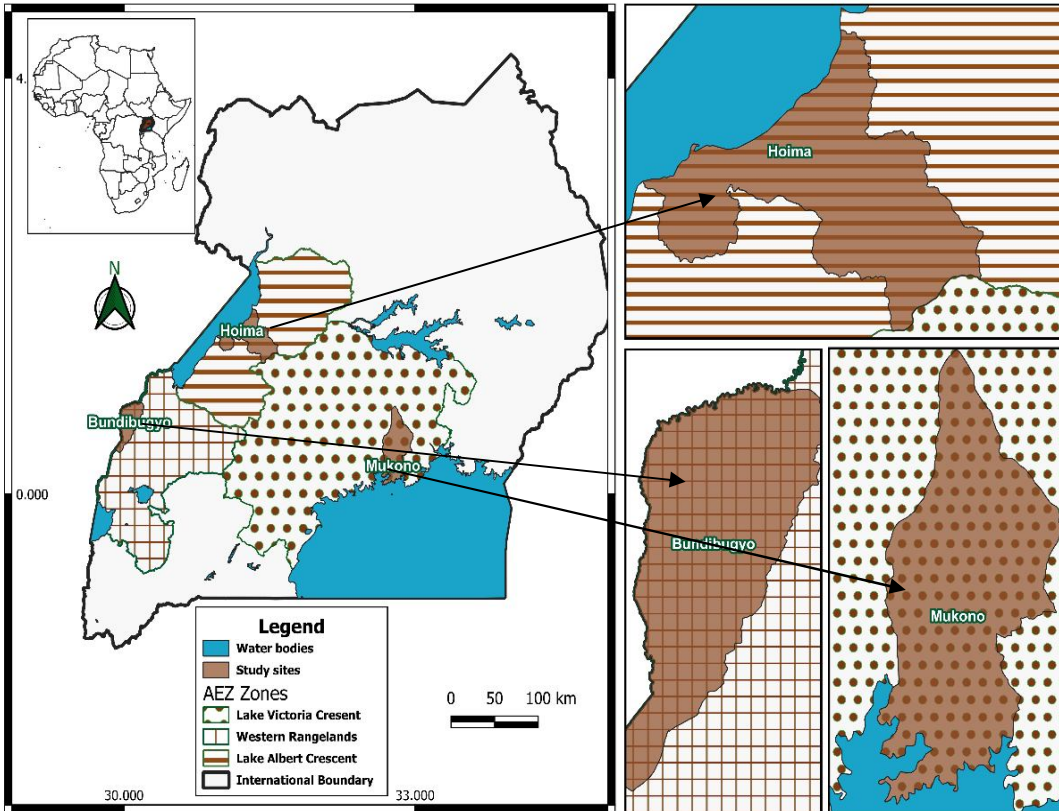 4.
N
Hoima
Bundibugyo
Mukono
0.000
Legend
Water bodies
Study sites
AEZ Zones
Lake Victoria Cresent
Western Rangelands
Lake Albert Crescent
International Boundary
0 50 100 km
30.000 33.000
Hoima
Bundibugyo
Mukono